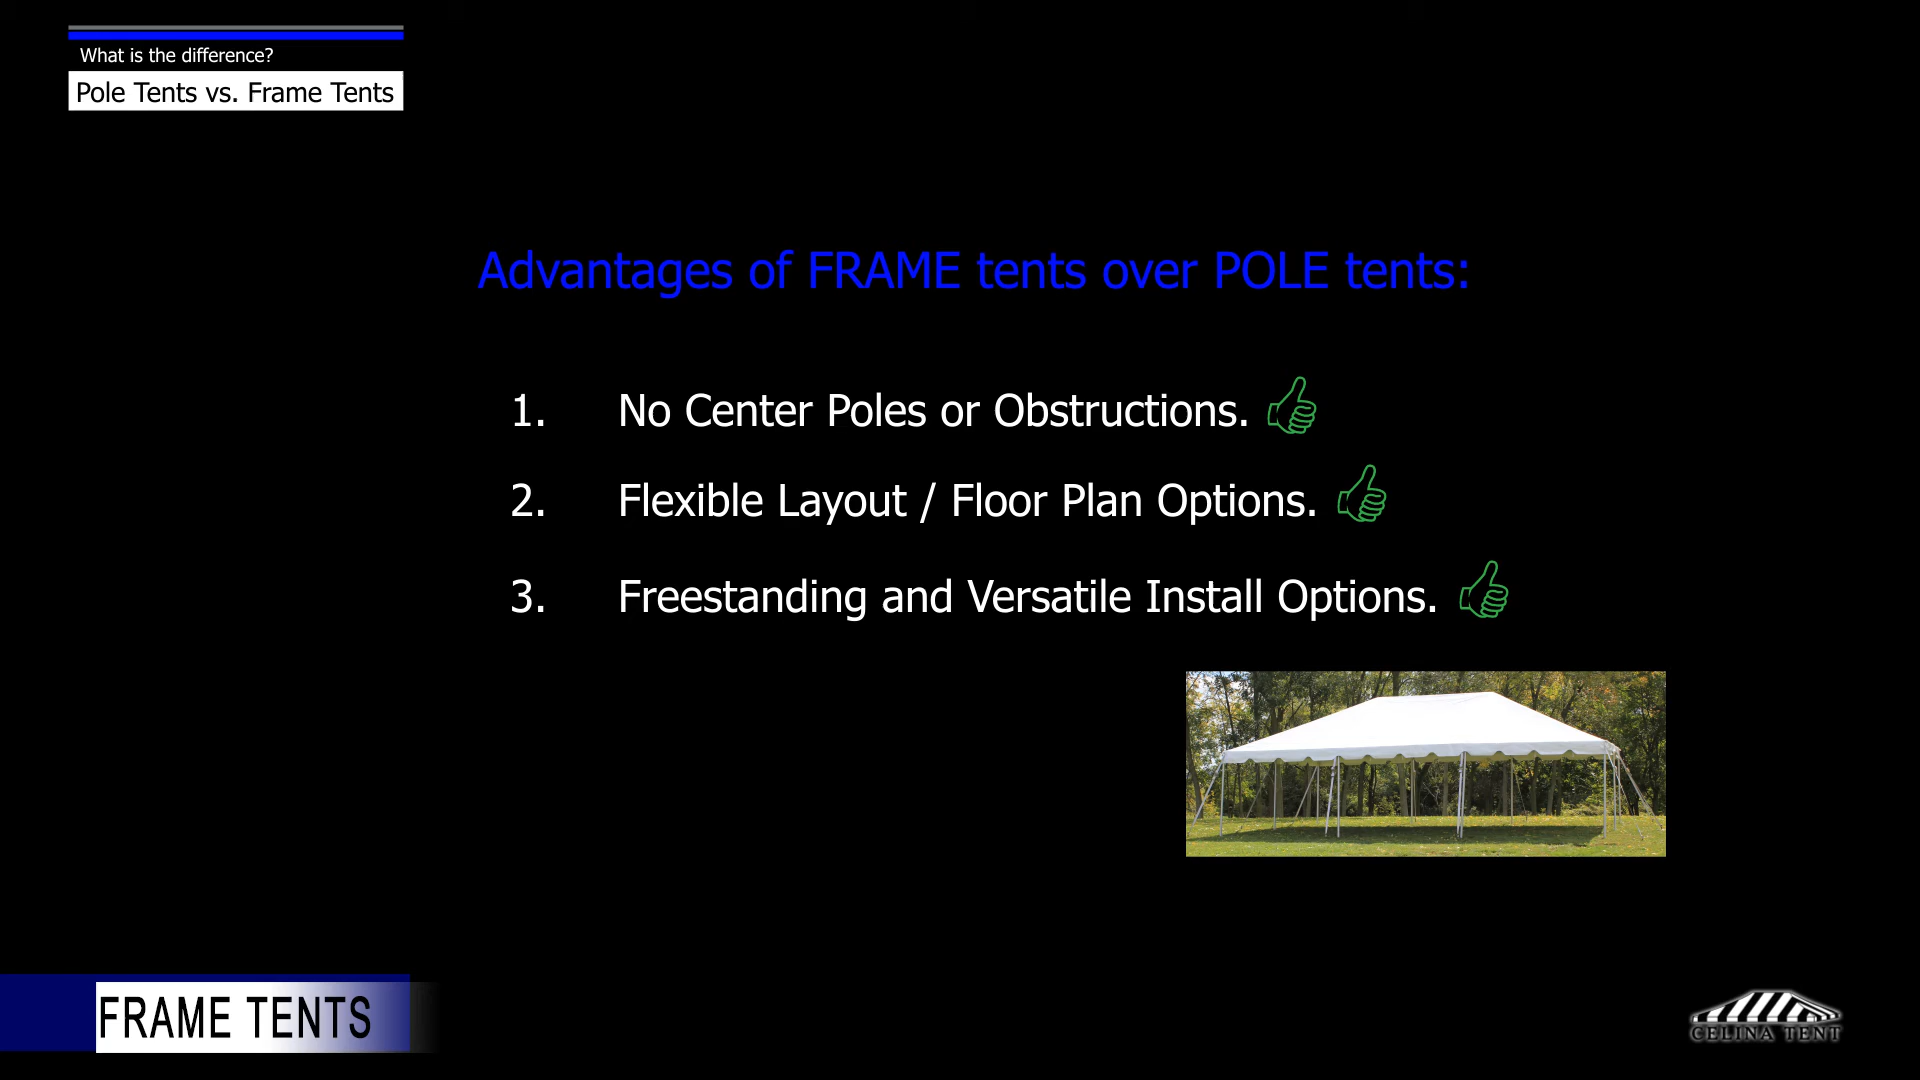 What is the difference?
Pole Tents vs. Frame Tents
Advantages of FRAME tents over POLE tents:
1. No Center Poles or Obstructions.
2. Flexible Layout / Floor Plan Options.
3. Freestanding and Versatile Install Options.
FRAME TENTS
CELINA TENT